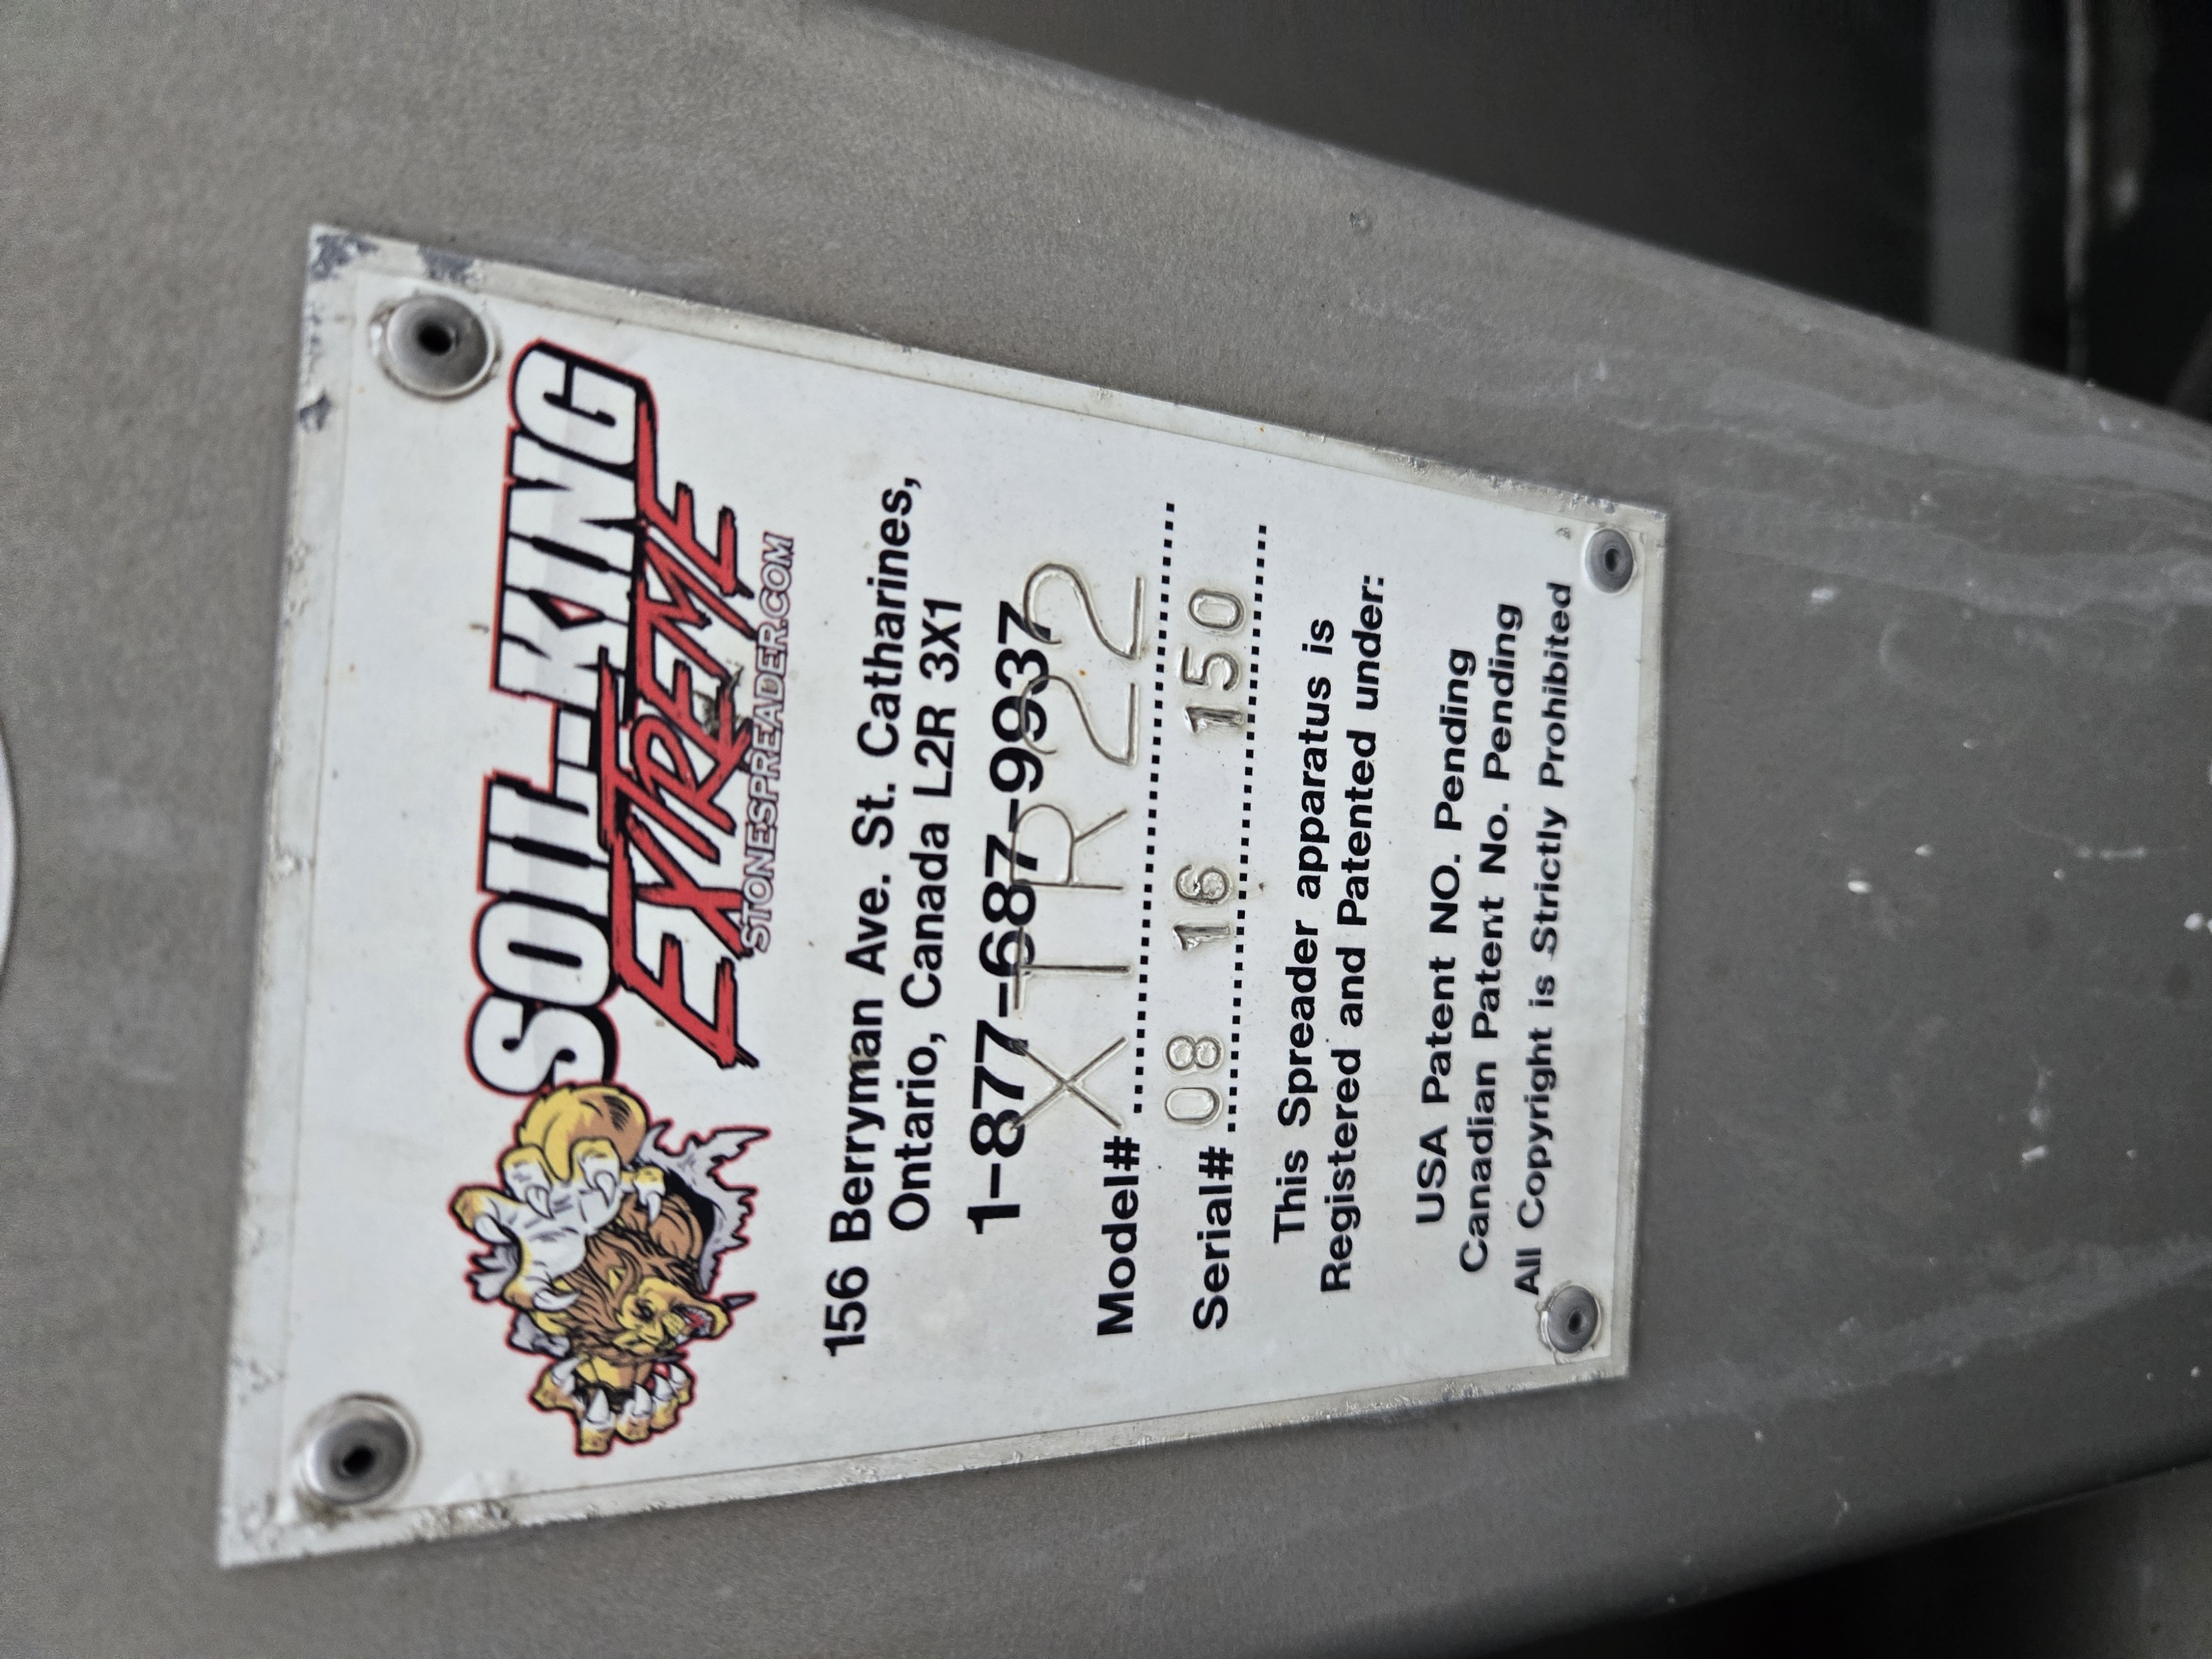 SOIL-KING
EXTREME
STONESPREADER.COM
156 Berryman Ave. St. Catharines,
Ontario, Canada L2R 3X1
1-877-687-9937
Model# XTR22
Serial# 08 16 150
This Spreader apparatus is
Registered and Patented under:
USA Patent NO. Pending
Canadian Patent No. Pending
All Copyright is Strictly Prohibited